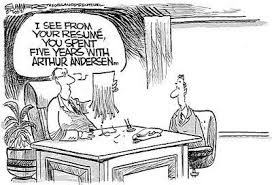 I SEE FROM
YOUR RESUMÉ,
YOU SPENT
FIVE YEARS WITH
ARTHUR ANDERSEN...